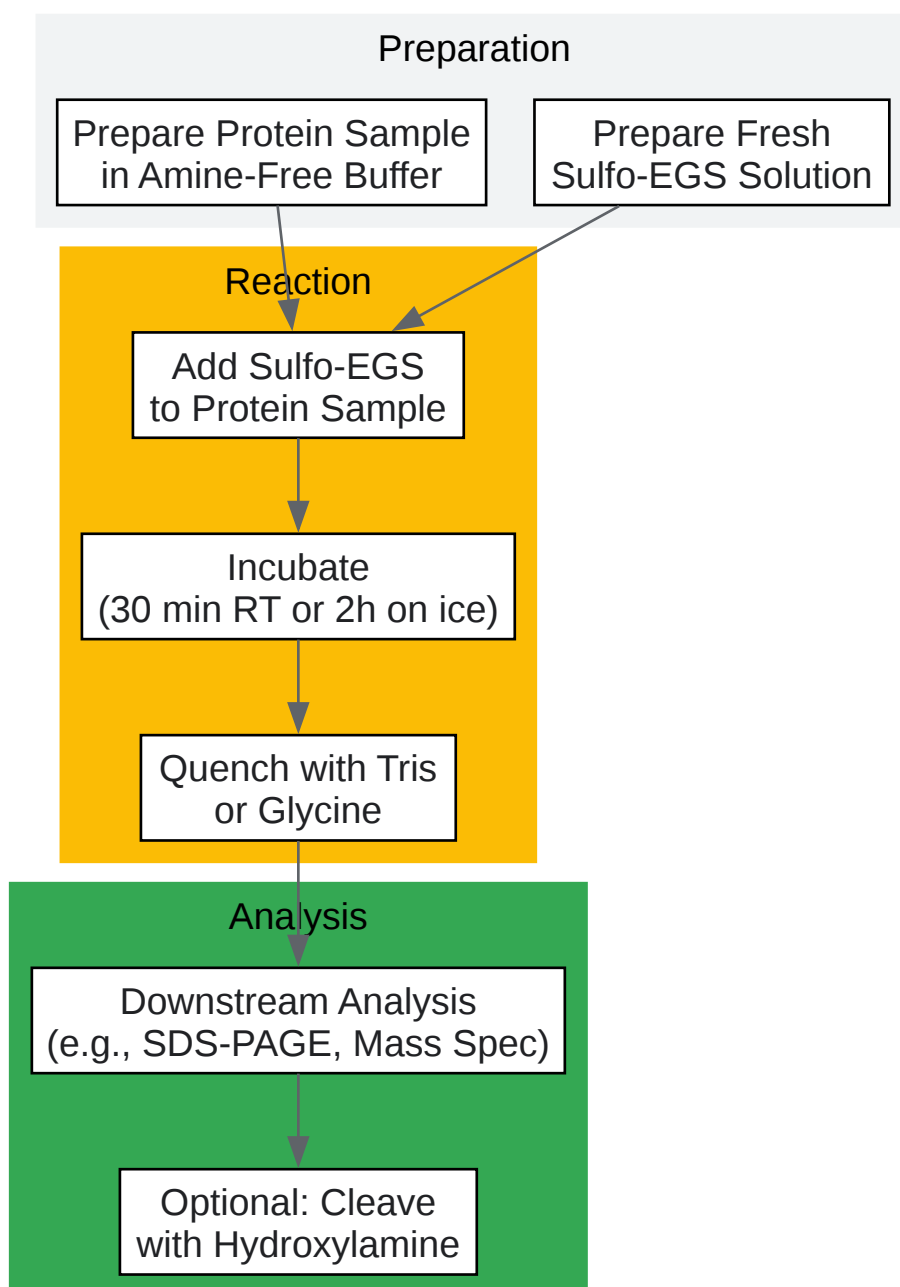 Preparation
Prepare Protein Sample
in Amine-Free Buffer
Prepare Fresh
Sulfo-EGS Solution
Reaction
Add Sulfo-EGS
to Protein Sample
Incubate
(30 min RT or 2h on ice)
Quench with Tris
or Glycine
Analysis
Downstream Analysis
(e.g., SDS-PAGE, Mass Spec)
Optional: Cleave
with Hydroxylamine